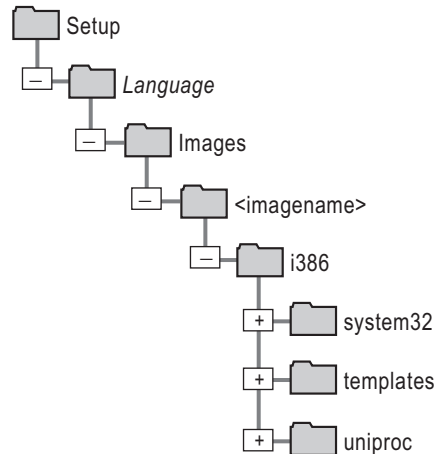 Setup
Language
Images
<imagename>
i386
system32
templates
uniproc